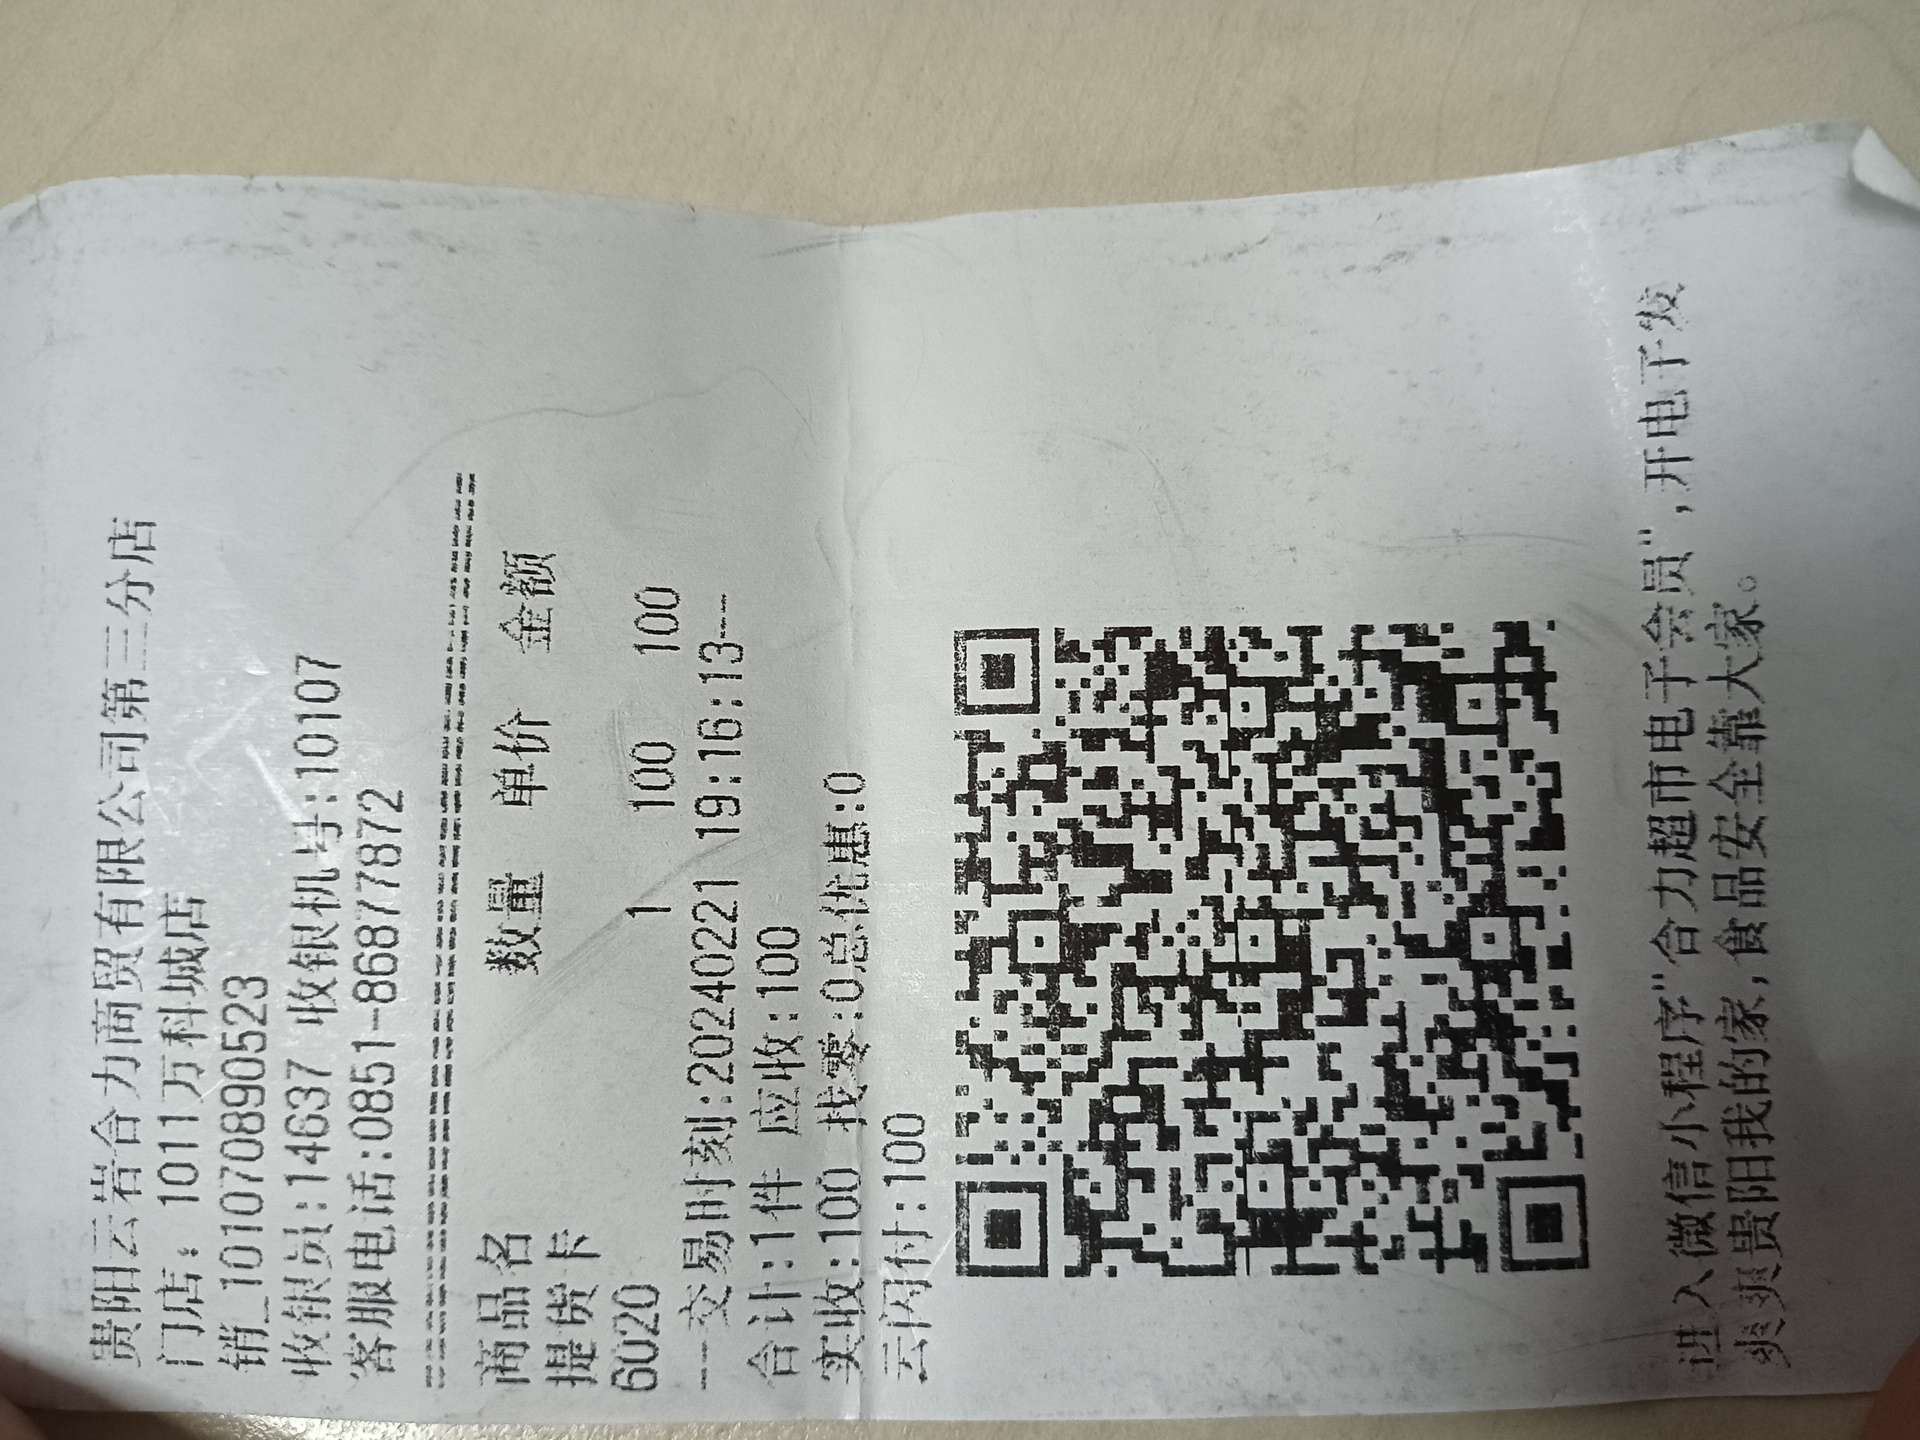 贵阳云岩合力商贸有限公司第三分店
门店: 1011万科城店
销_101070890523
收银员:14637 收银机号:10107
客服电话:0851-86877872
================================
商品名 数量 单价 金额
提货卡
6020 1 100 100
---交易时刻:20240221 19:16:13---
合计:1件 应收:100
实收:100 找零:0总优惠:0
云闪付:100
进入微信小程序"合力超市电子会员",开电子发
爽爽贵阳我的家,食品安全靠大家。